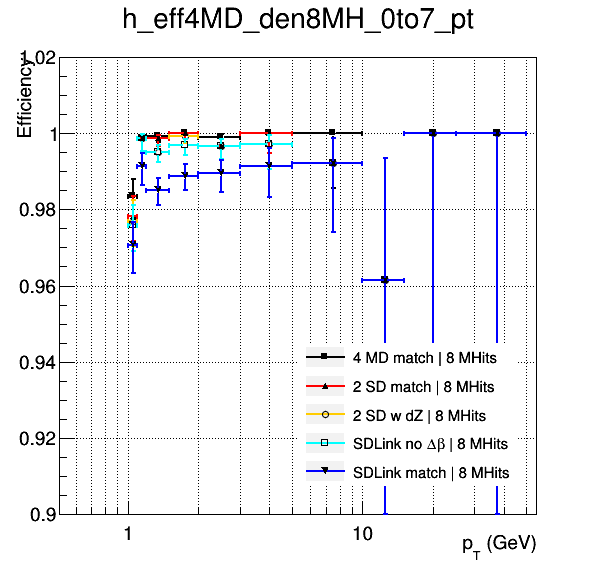 h_eff4MD_den8MH_0to7_pt
Efficiency
1.02
1
0.98
0.96
0.94
0.92
0.9
4 MD match | 8 MHits
2 SD match | 8 MHits
2 SD w dZ | 8 MHits
SDLink no Δβ | 8 MHits
SDLink match | 8 MHits
1
10
p_T (GeV)